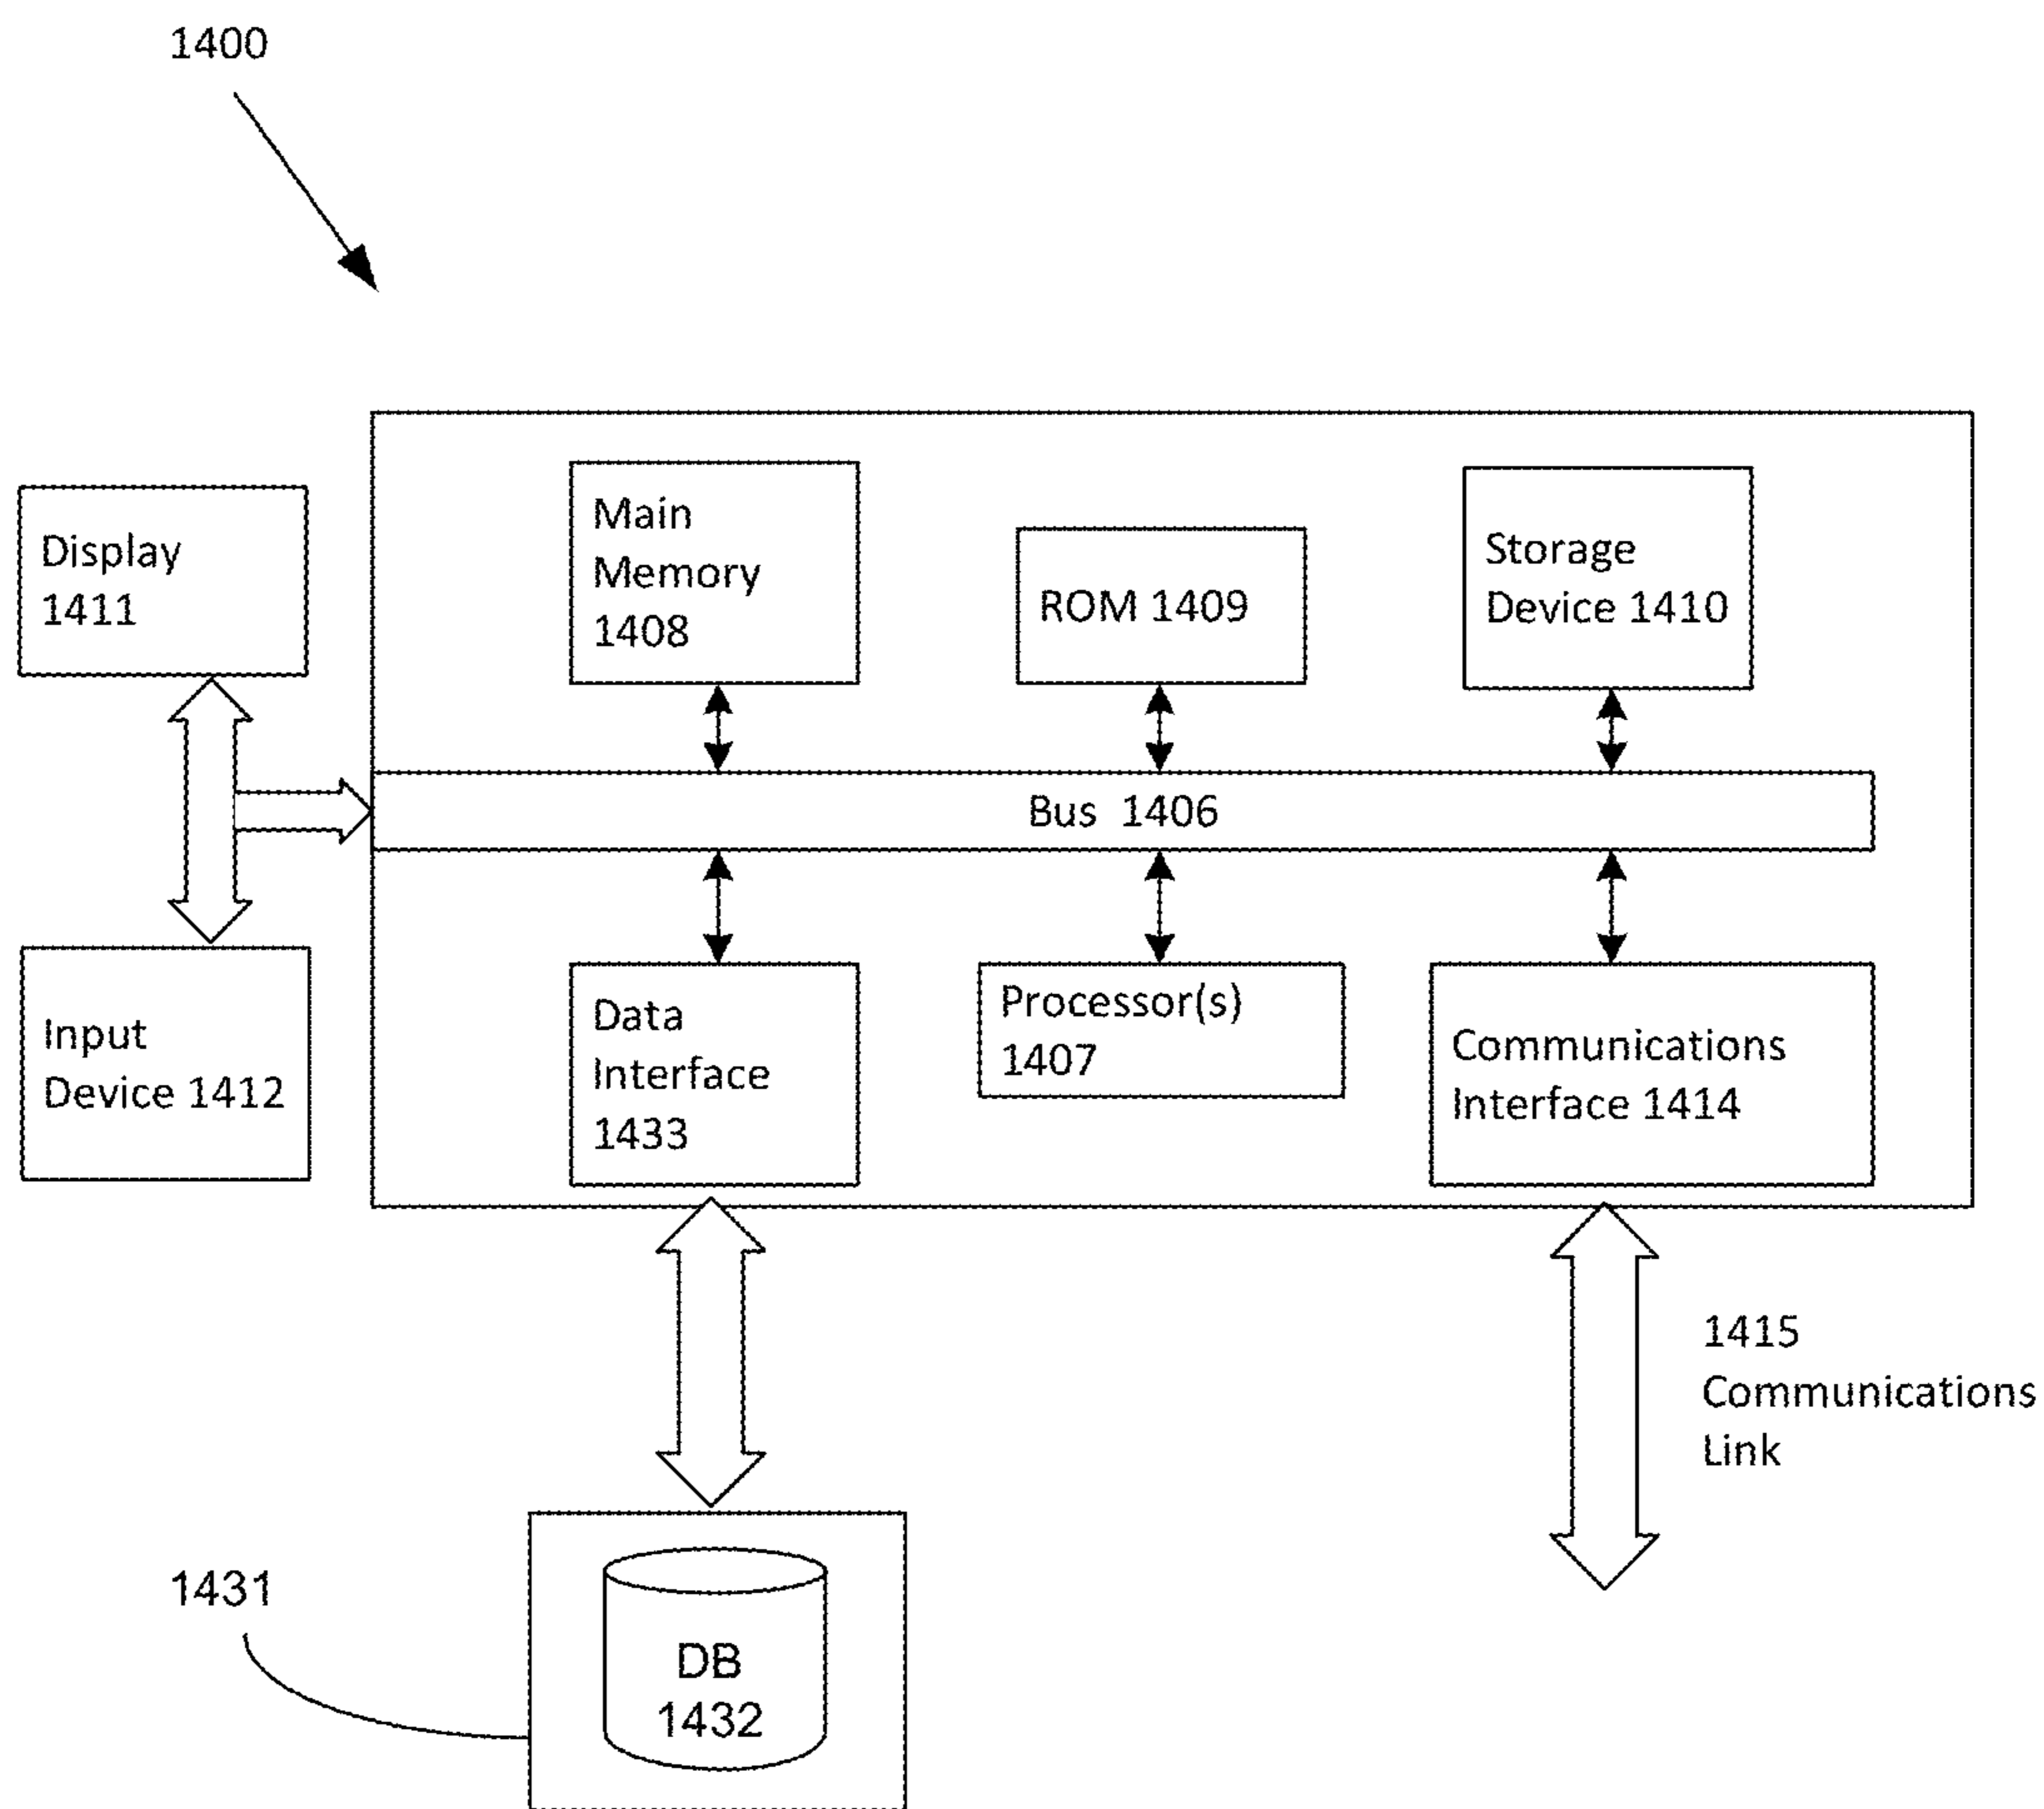 1400
Display
1411
Main
Memory
1408
ROM 1409
Storage
Device 1410
Bus 1406
Input
Device 1412
Data
Interface
1433
Processor(s)
1407
Communications
Interface 1414
1415
Communications
Link
1431
DB
1432